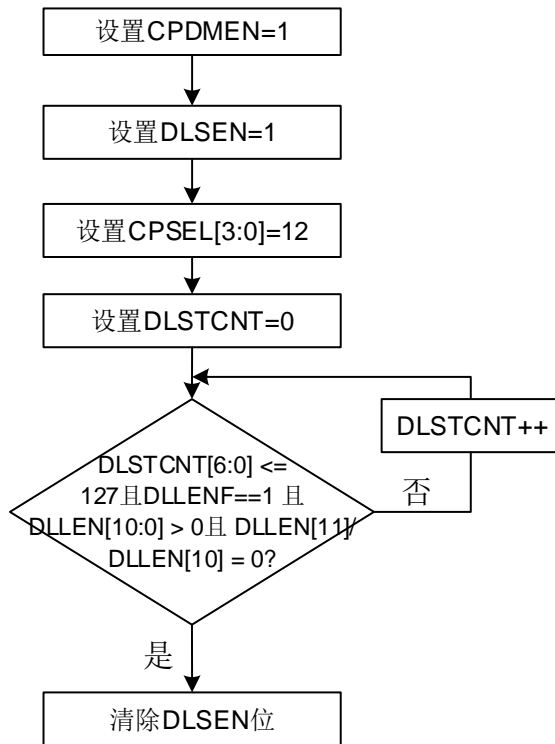 设置CPDMEN=1
设置DLSEN=1
设置CPSEL[3:0]=12
设置DLSTCNT=0
DLSTCNT++
DLSTCNT[6:0] <=
127且DLLENF==1 且
DLLEN[10:0] > 0且 DLLEN[11]/
DLLEN[10] = 0?
否
是
清除DLSEN位